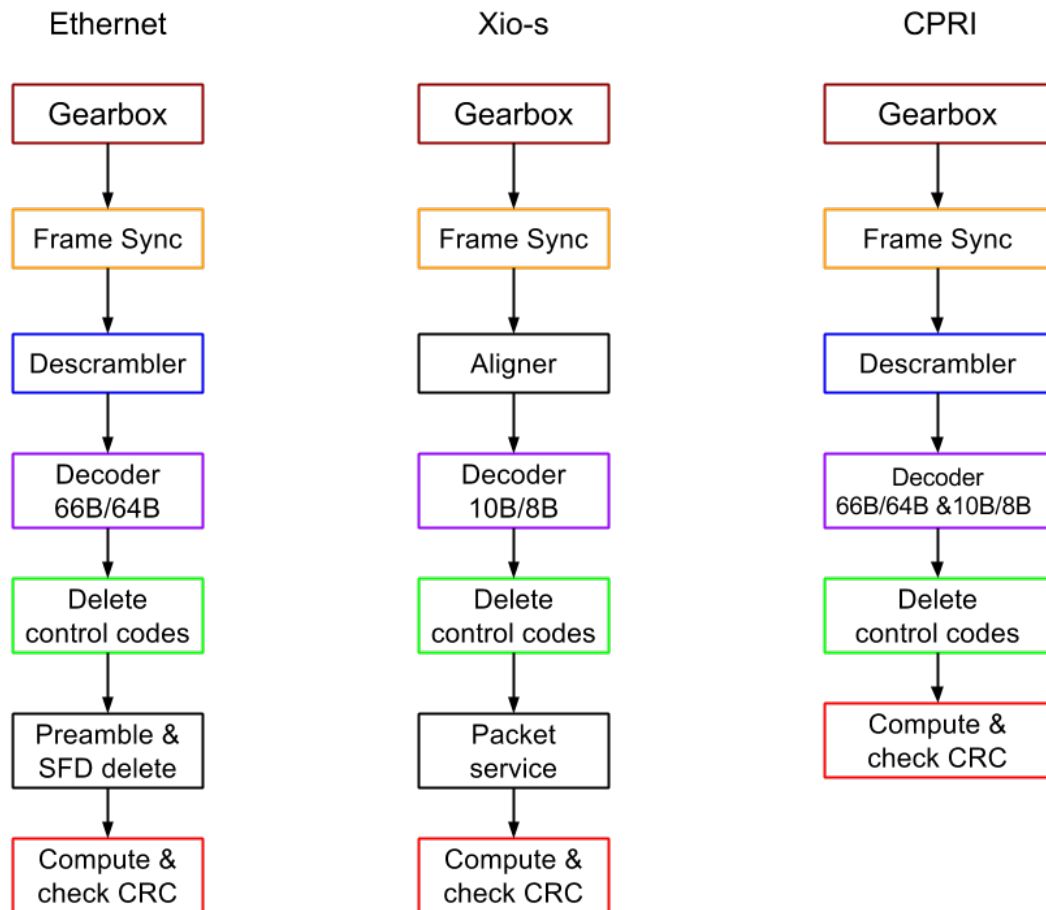 Ethernet
Gearbox
Frame Sync
Descrambler
Decoder
66B/64B
Delete
control codes
Preamble &
SFD delete
Compute &
check CRC
Xio-s
Gearbox
Frame Sync
Aligner
Decoder
10B/8B
Delete
control codes
Packet
service
Compute &
check CRC
CPRI
Gearbox
Frame Sync
Descrambler
Decoder
66B/64B &10B/8B
Delete
control codes
Compute &
check CRC